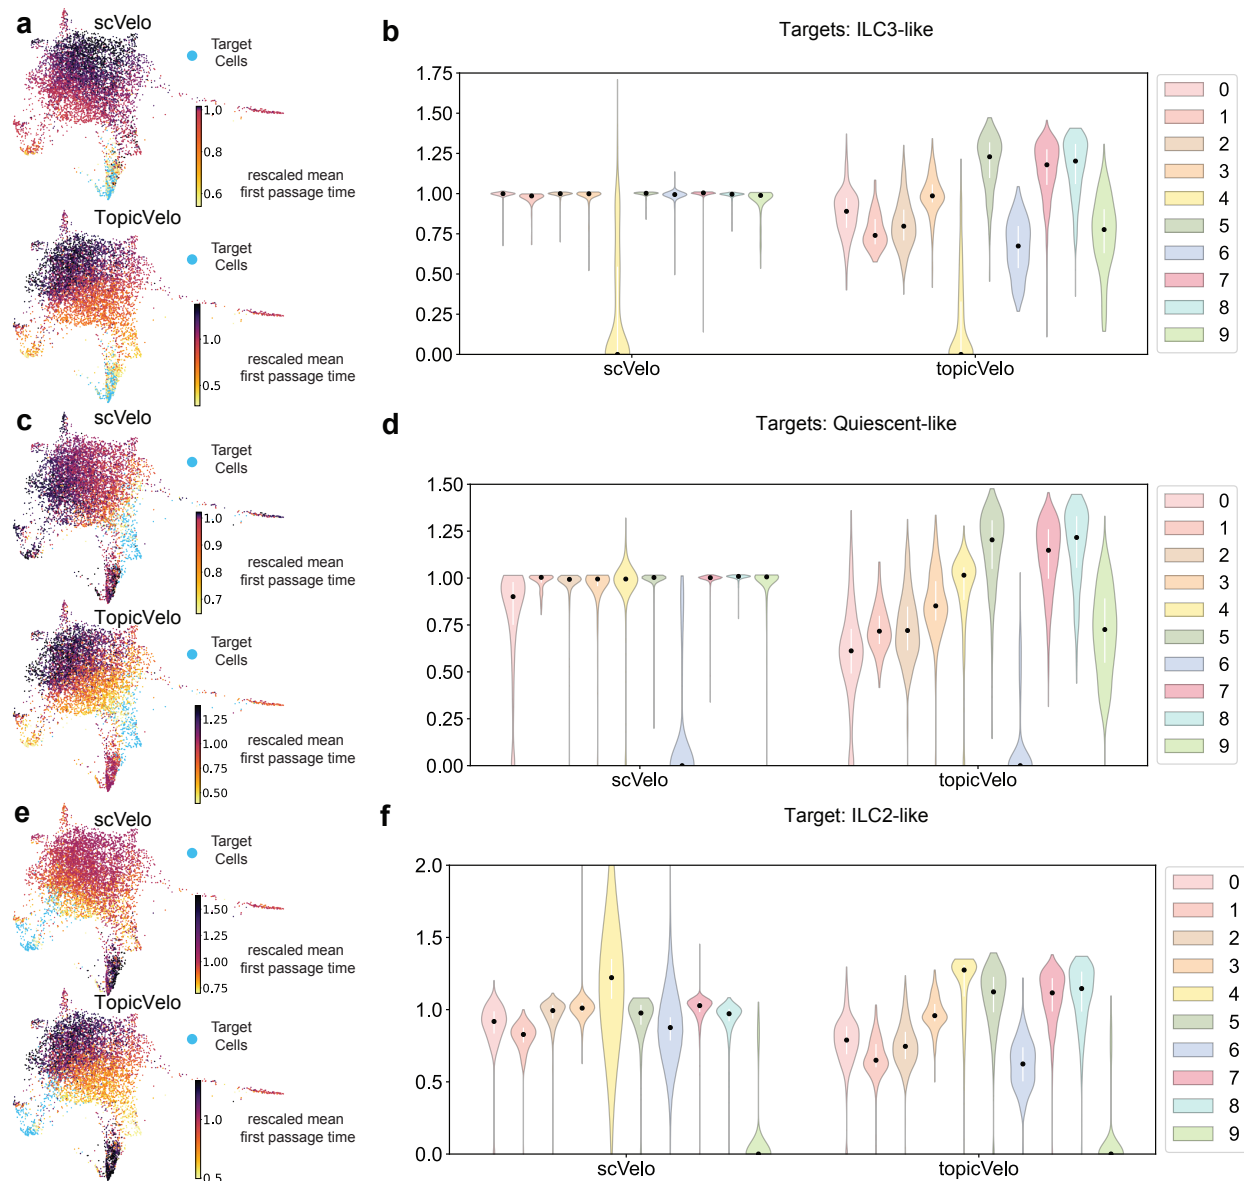 a
scVelo
Target
Cells
1.0
0.6
rescaled mean
first passage time
TopicVelo
Target
Cells
1.0
0.5
rescaled mean
first passage time
b
Targets: ILC3-like
1.75
1.50
1.25
1.00
0.75
0.50
0.25
0.00
scVelo
topicVelo
0
1
2
3
4
5
6
7
8
9
c
scVelo
Target
Cells
1.0
0.9
0.8
0.7
rescaled mean
first passage time
TopicVelo
Target
Cells
1.25
1.00
0.75
0.50
rescaled mean
first passage time
d
Targets: Quiescent-like
1.50
1.25
1.00
0.75
0.50
0.25
0.00
scVelo
topicVelo
0
1
2
3
4
5
6
7
8
9
e
scVelo
Target
Cells
1.50
1.25
1.00
0.75
rescaled mean
first passage time
TopicVelo
Target
Cells
1.0
0.5
rescaled mean
first passage time
f
Target: ILC2-like
2.0
1.5
1.0
0.5
0.0
scVelo
topicVelo
0
1
2
3
4
5
6
7
8
9